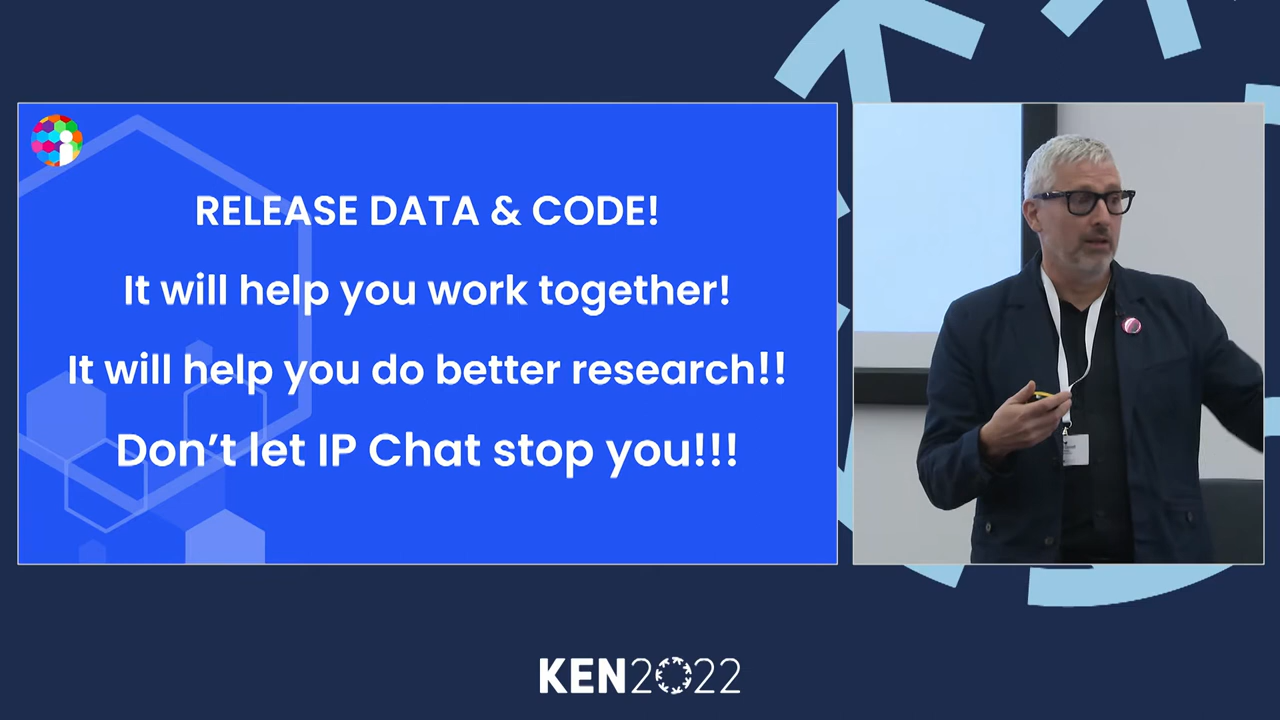 RELEASE DATA & CODE!
It will help you work together!
It will help you do better research!!
Don’t let IP Chat stop you!!!
KEN2022